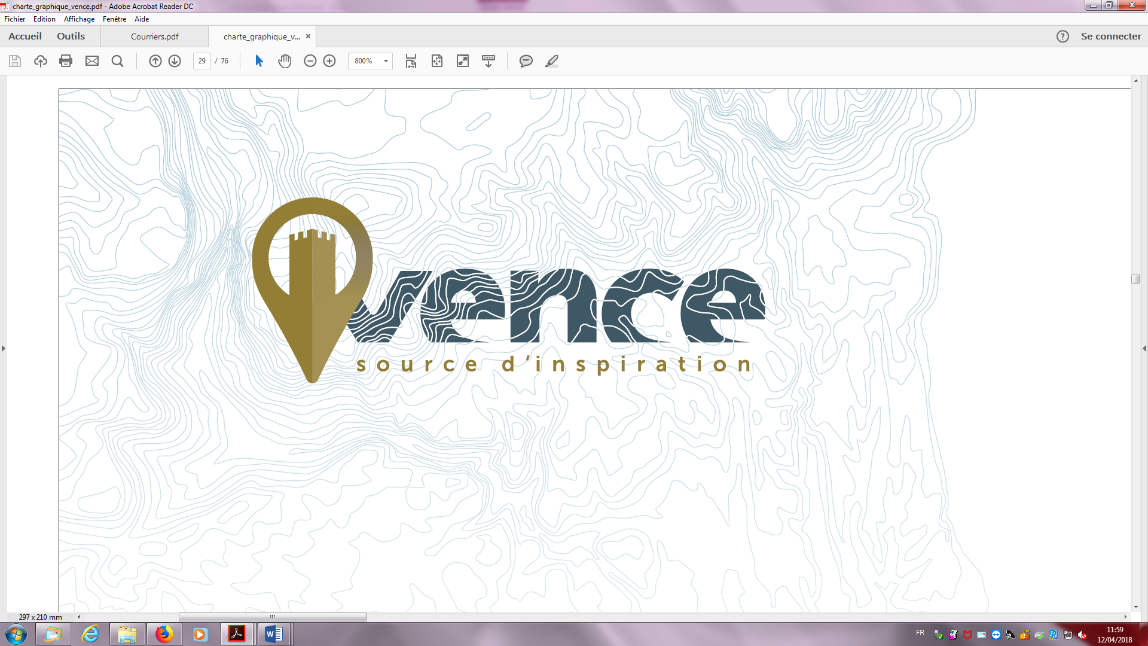 charte_graphique_vence.pdf - Adobe Acrobat Reader DC
Fichier Edition Affichage Fenêtre Aide
Accueil Outils Courriers.pdf charte_graphique_v... × ? Se connecter
29 / 76 800%
vence
source d'inspiration
297 x 210 mm
FR 11:59
12/04/2018